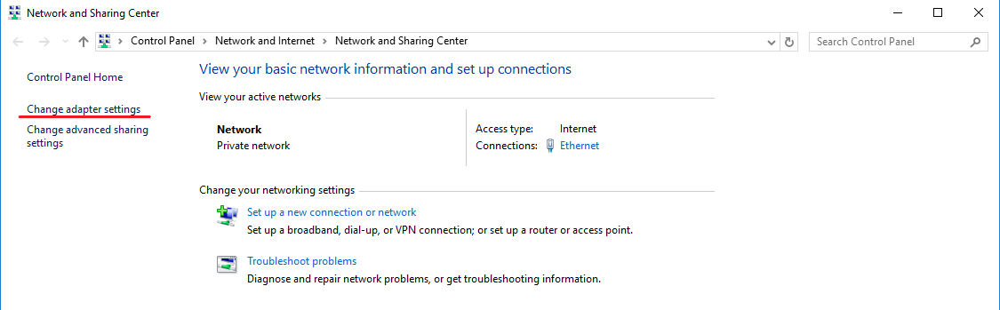 Network and Sharing Center
Control Panel > Network and Internet > Network and Sharing Center
Search Control Panel
Control Panel Home
Change adapter settings
Change advanced sharing
settings
View your basic network information and set up connections
View your active networks
Network
Private network
Access type: Internet
Connections: Ethernet
Change your networking settings
Set up a new connection or network
Set up a broadband, dial-up, or VPN connection; or set up a router or access point.
Troubleshoot problems
Diagnose and repair network problems, or get troubleshooting information.